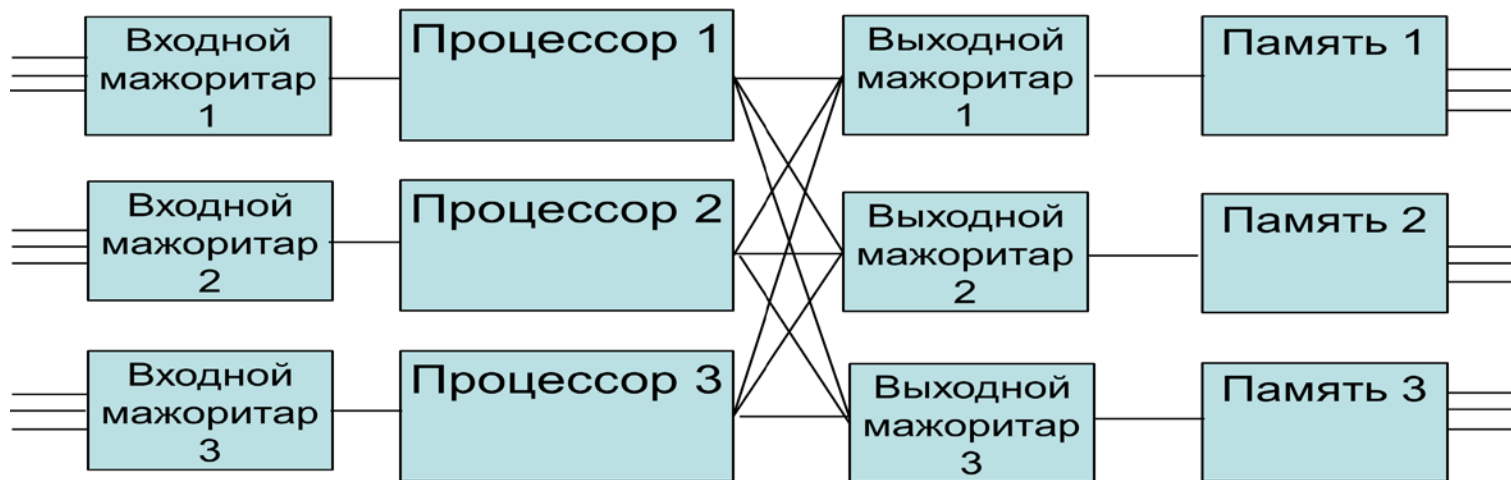 Входной
мажоритар
1
Процессор 1
Выходной
мажоритар
1
Память 1
Входной
мажоритар
2
Процессор 2
Выходной
мажоритар
2
Память 2
Входной
мажоритар
3
Процессор 3
Выходной
мажоритар
3
Память 3